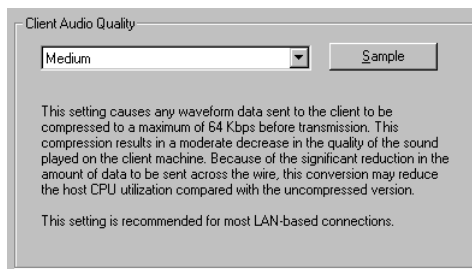 Client Audio Quality
Medium
Sample
This setting causes any waveform data sent to the client to be
compressed to a maximum of 64 Kbps before transmission. This
compression results in a moderate decrease in the quality of the sound
played on the client machine. Because of the significant reduction in the
amount of data to be sent across the wire, this conversion may reduce
the host CPU utilization compared with the uncompressed version.
This setting is recommended for most LAN-based connections.